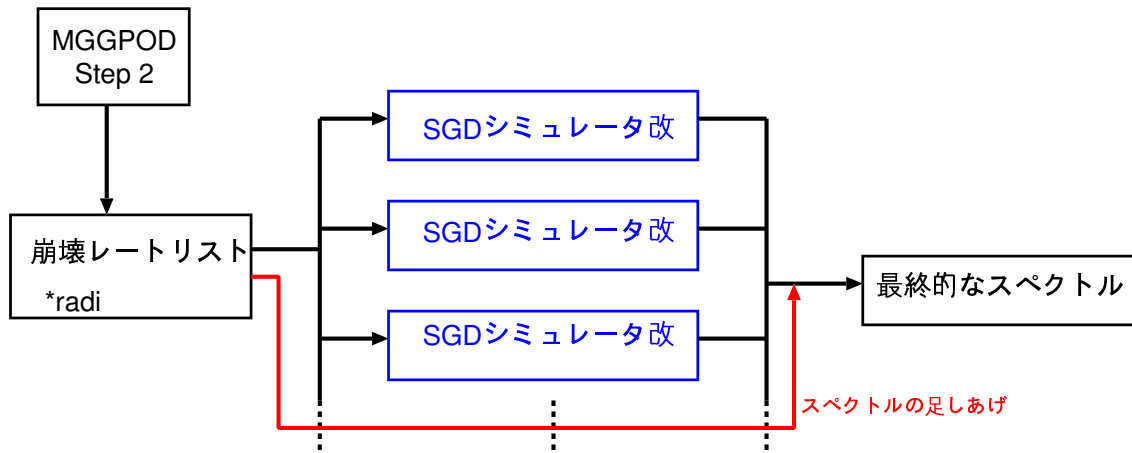 MGGPOD
Step 2
SGDシミュレータ改
SGDシミュレータ改
崩壊レートリスト
*radi
最終的なスペクトル
SGDシミュレータ改
スペクトルの足しあげ